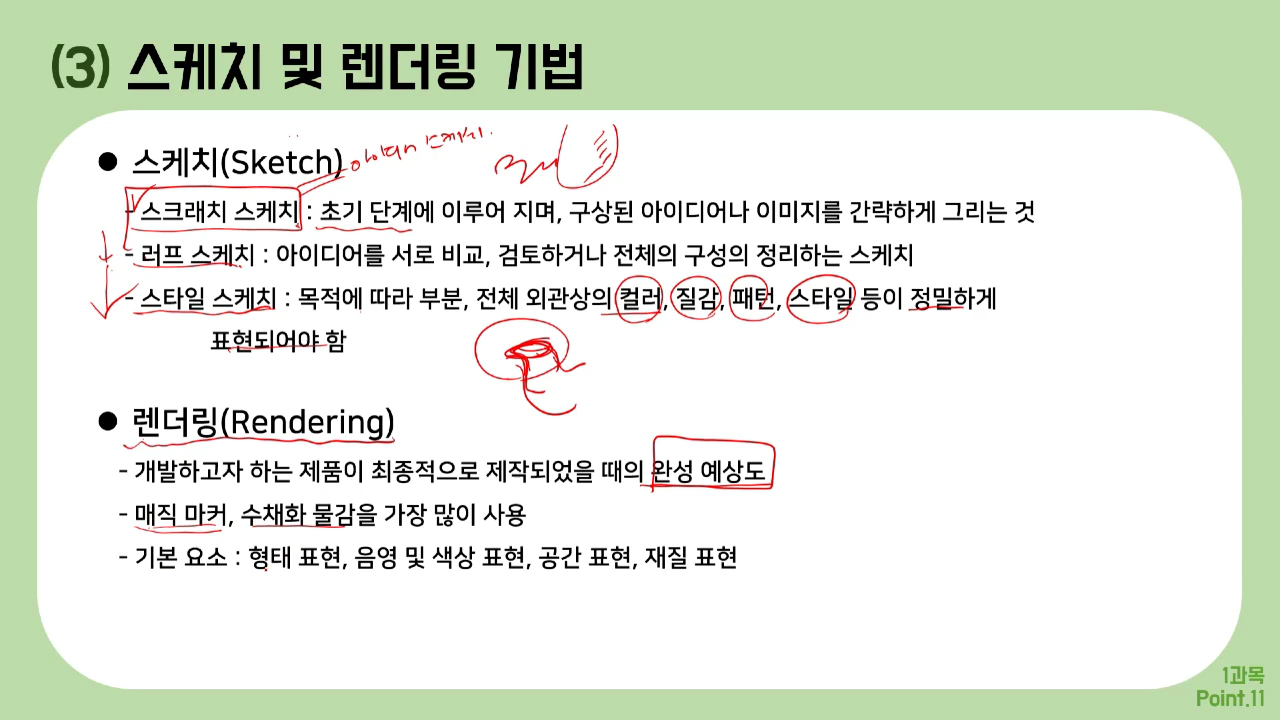 (3) 스케치 및 렌더링 기법
● 스케치(Sketch)
아이디어 스케치.
- 스크래치 스케치 : 초기 단계에 이루어 지며, 구상된 아이디어나 이미지를 간략하게 그리는 것
- 러프 스케치 : 아이디어를 서로 비교, 검토하거나 전체의 구성의 정리하는 스케치
- 스타일 스케치 : 목적에 따라 부분, 전체 외관상의 컬러, 질감, 패턴, 스타일 등이 정밀하게
표현되어야 함
● 렌더링(Rendering)
- 개발하고자 하는 제품이 최종적으로 제작되었을 때의 완성 예상도
- 매직 마커, 수채화 물감을 가장 많이 사용
- 기본 요소 : 형태 표현, 음영 및 색상 표현, 공간 표현, 재질 표현
1과목
Point.11